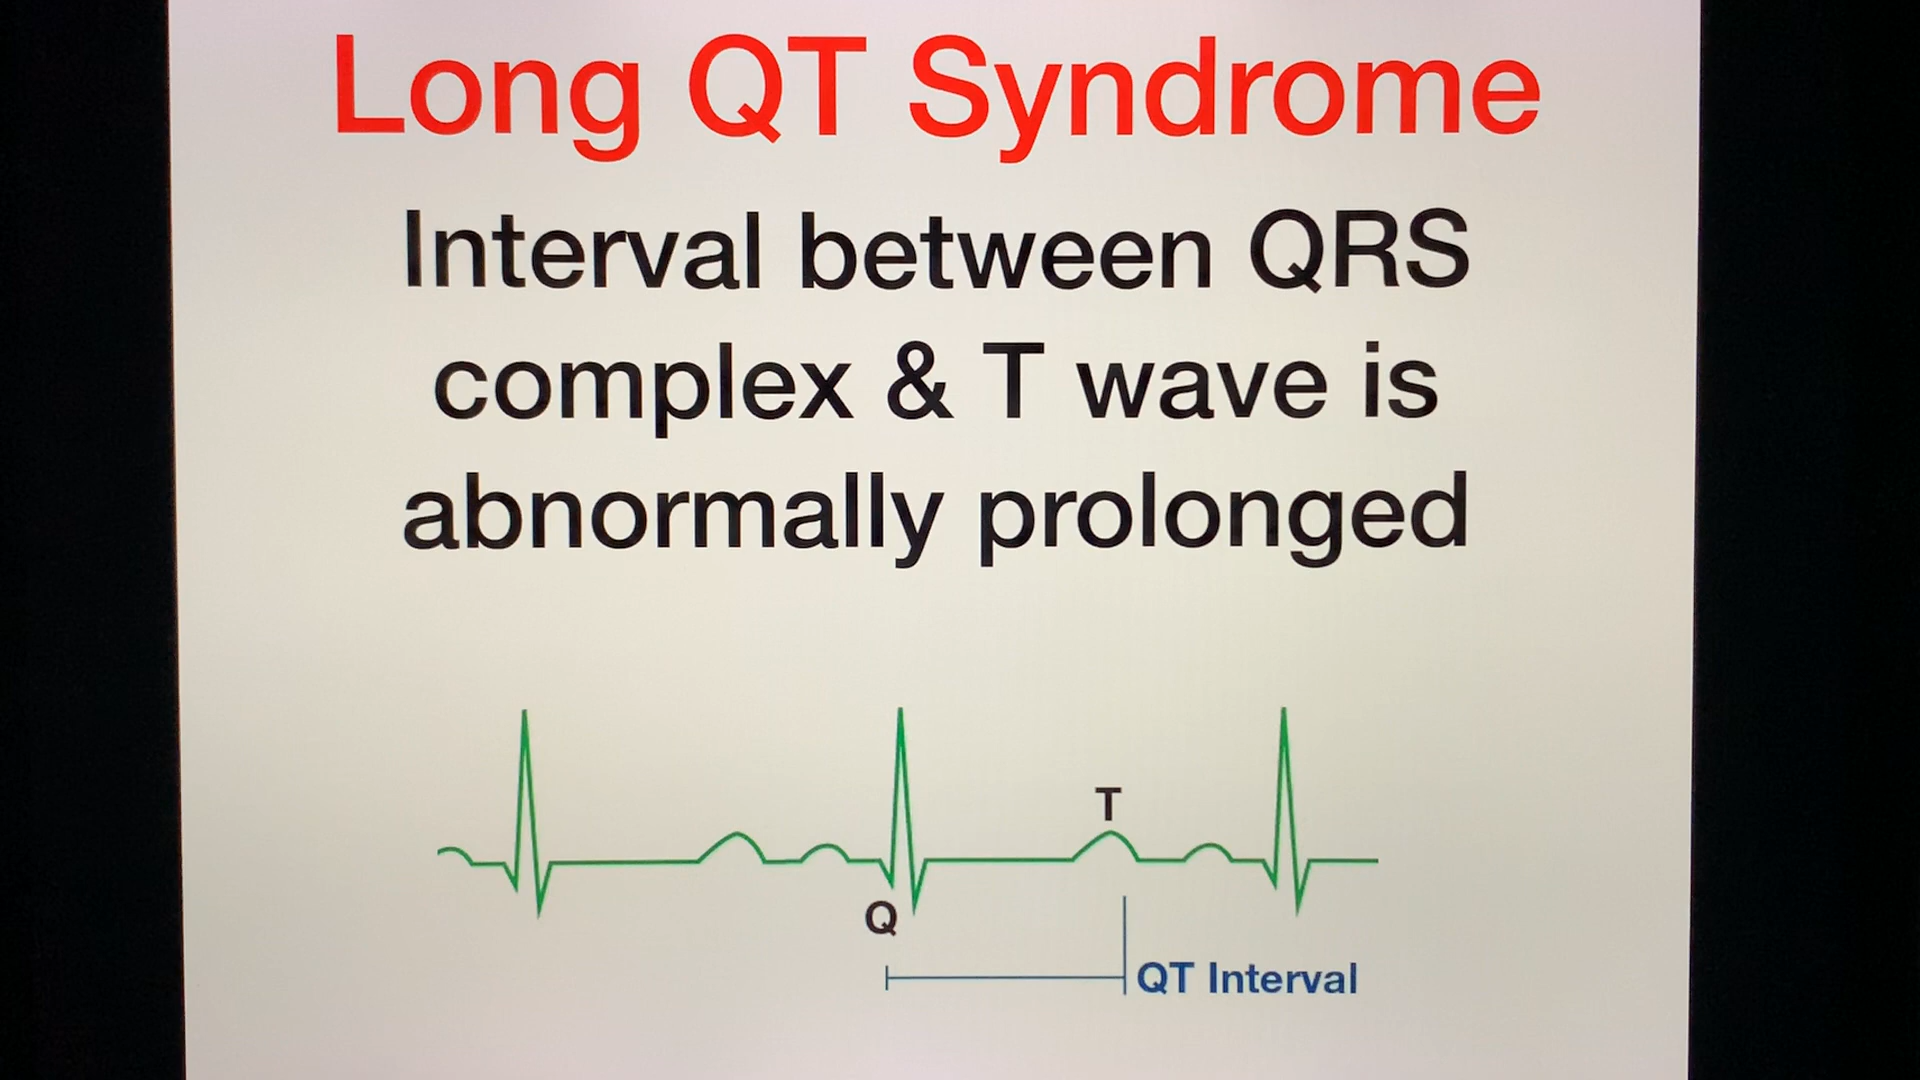 Long QT Syndrome
Interval between QRS
complex & T wave is
abnormally prolonged
T
Q
QT Interval